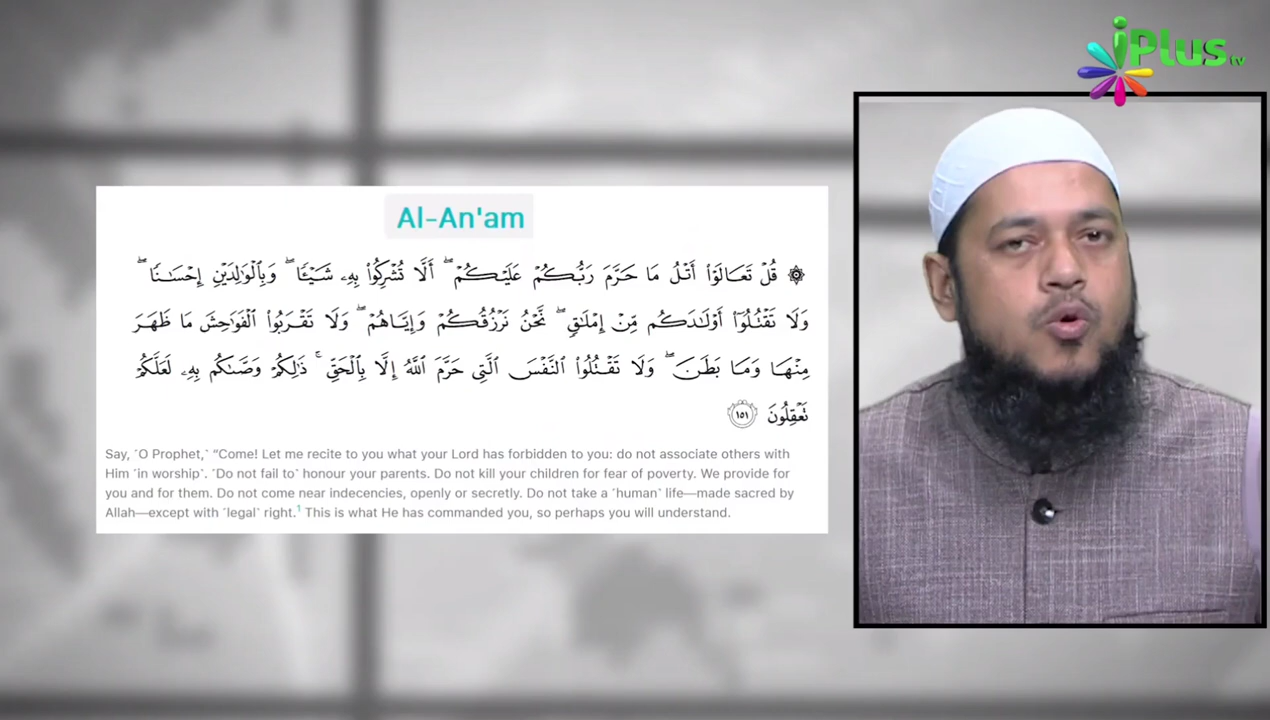 iPlus tv
Al-An'am
۞ قُلْ تَعَالَوْا۟ أَتْلُ مَا حَرَّمَ رَبُّكُمْ عَلَيْكُمْ ۖ أَلَّا تُشْرِكُوا۟ بِهِۦ شَيْـًٔا ۖ وَبِٱلْوَٰلِدَيْنِ إِحْسَـٰنًا ۖ
وَلَا تَقْتُلُوٓا۟ أَوْلَـٰدَكُم مِّنْ إِمْلَـٰقٍ ۖ نَّحْنُ نَرْزُقُكُمْ وَإِيَّاهُمْ ۖ وَلَا تَقْرَبُوا۟ ٱلْفَوَٰحِشَ مَا ظَهَرَ
مِنْهَا وَمَا بَطَنَ ۖ وَلَا تَقْتُلُوا۟ ٱلنَّفْسَ ٱلَّتِى حَرَّمَ ٱللَّهُ إِلَّا بِٱلْحَقِّ ۚ ذَٰلِكُمْ وَصَّىٰكُم بِهِۦ لَعَلَّكُمْ
تَعْقِلُونَ ١٥١
Say, ˹O Prophet,˺ “Come! Let me recite to you what your Lord has forbidden to you: do not associate others with
Him ˹in worship˺. ˹Do not fail to˺ honour your parents. Do not kill your children for fear of poverty. We provide for
you and for them. Do not come near indecencies, openly or secretly. Do not take a ˹human˺ life—made sacred by
Allah—except with ˹legal˺ right.¹ This is what He has commanded you, so perhaps you will understand.